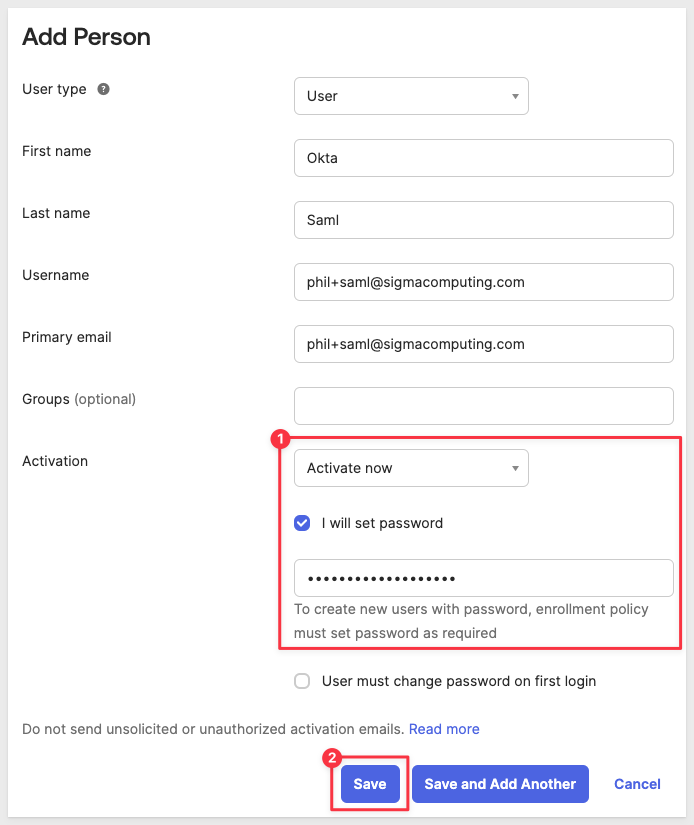 Add Person
User type ?
User
First name
Okta
Last name
Saml
Username
phil+saml@sigmacomputing.com
Primary email
phil+saml@sigmacomputing.com
Groups (optional)
1
Activation
Activate now
I will set password
•••••••••••••••••••
To create new users with password, enrollment policy
must set password as required
User must change password on first login
Do not send unsolicited or unauthorized activation emails. Read more
2
Save
Save and Add Another
Cancel